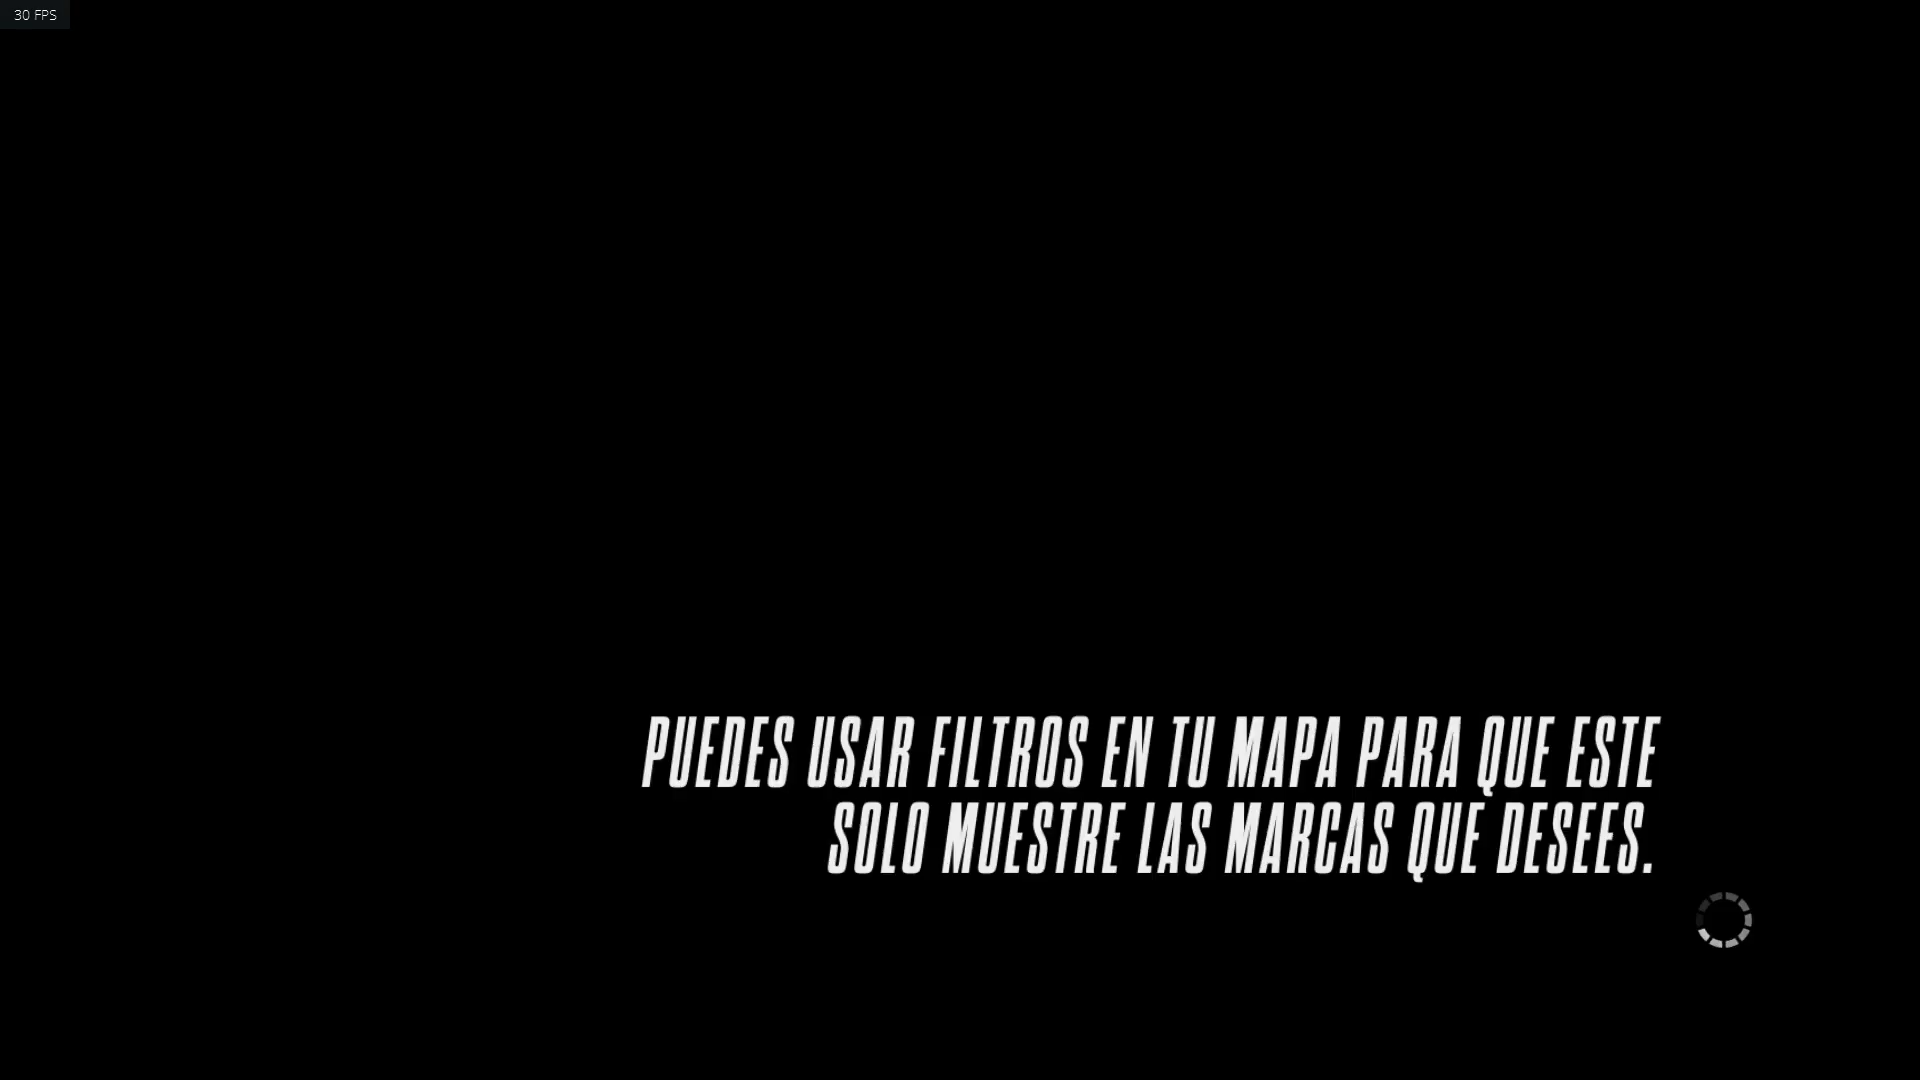 30 FPS
PUEDES USAR FILTROS EN TU MAPA PARA QUE ESTE
SOLO MUESTRE LAS MARCAS QUE DESEES.